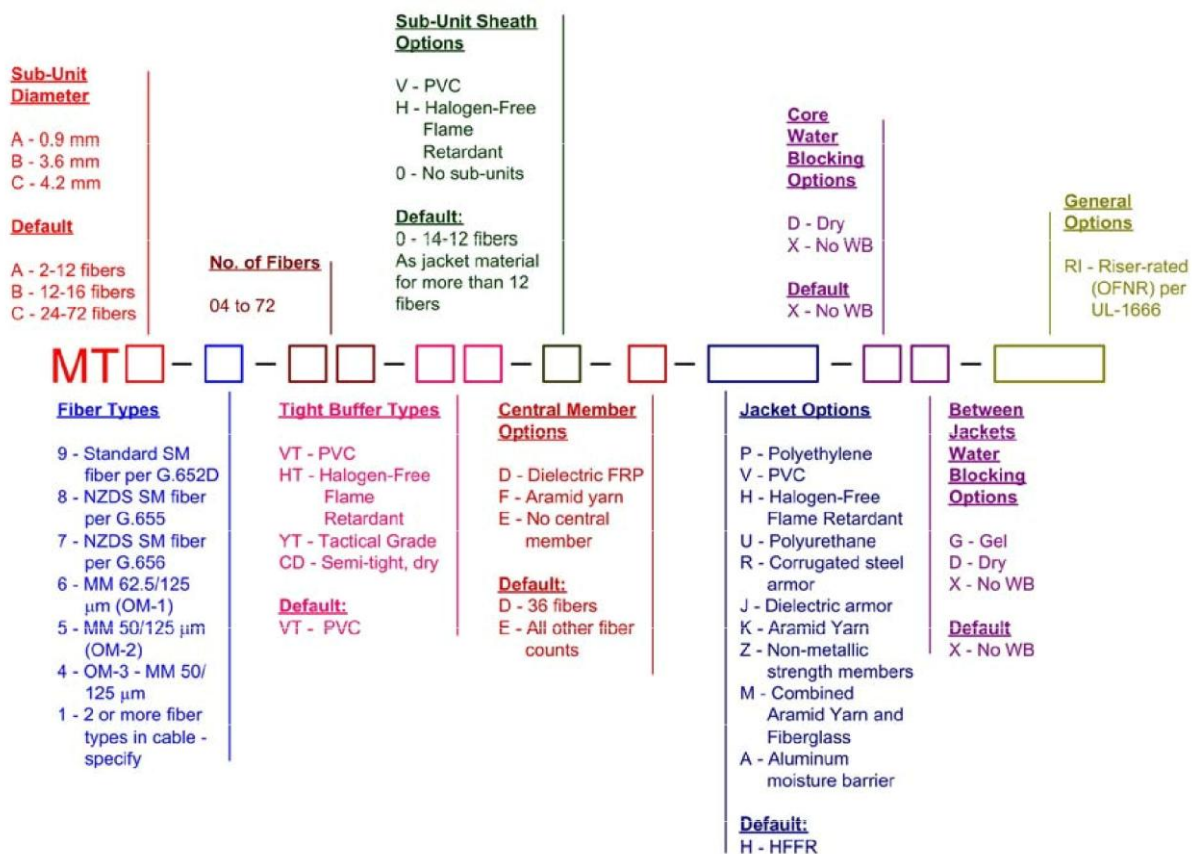 Sub-Unit
Diameter
A - 0.9 mm
B - 3.6 mm
C - 4.2 mm
Default
A - 2-12 fibers
B - 12-16 fibers
C - 24-72 fibers
No. of Fibers
04 to 72
Sub-Unit Sheath
Options
V - PVC
H - Halogen-Free
Flame
Retardant
0 - No sub-units
Default:
0 - 14-12 fibers
As jacket material
for more than 12
fibers
Core
Water
Blocking
Options
D - Dry
X - No WB
Default
X - No WB
General
Options
RI - Riser-rated
(OFNR) per
UL-1666
MT - - - - - - - -
Fiber Types
9 - Standard SM
fiber per G.652D
8 - NZDS SM fiber
per G.655
7 - NZDS SM fiber
per G.656
6 - MM 62.5/125
µm (OM-1)
5 - MM 50/125 µm
(OM-2)
4 - OM-3 - MM 50/
125 µm
1 - 2 or more fiber
types in cable -
specify
Tight Buffer Types
VT - PVC
HT - Halogen-Free
Flame
Retardant
YT - Tactical Grade
CD - Semi-tight, dry
Default:
VT - PVC
Central Member
Options
D - Dielectric FRP
F - Aramid yarn
E - No central
member
Default:
D - 36 fibers
E - All other fiber
counts
Jacket Options
P - Polyethylene
V - PVC
H - Halogen-Free
Flame Retardant
U - Polyurethane
R - Corrugated steel
armor
J - Dielectric armor
K - Aramid Yarn
Z - Non-metallic
strength members
M - Combined
Aramid Yarn and
Fiberglass
A - Aluminum
moisture barrier
Default:
H - HFFR
Between
Jackets
Water
Blocking
Options
G - Gel
D - Dry
X - No WB
Default
X - No WB